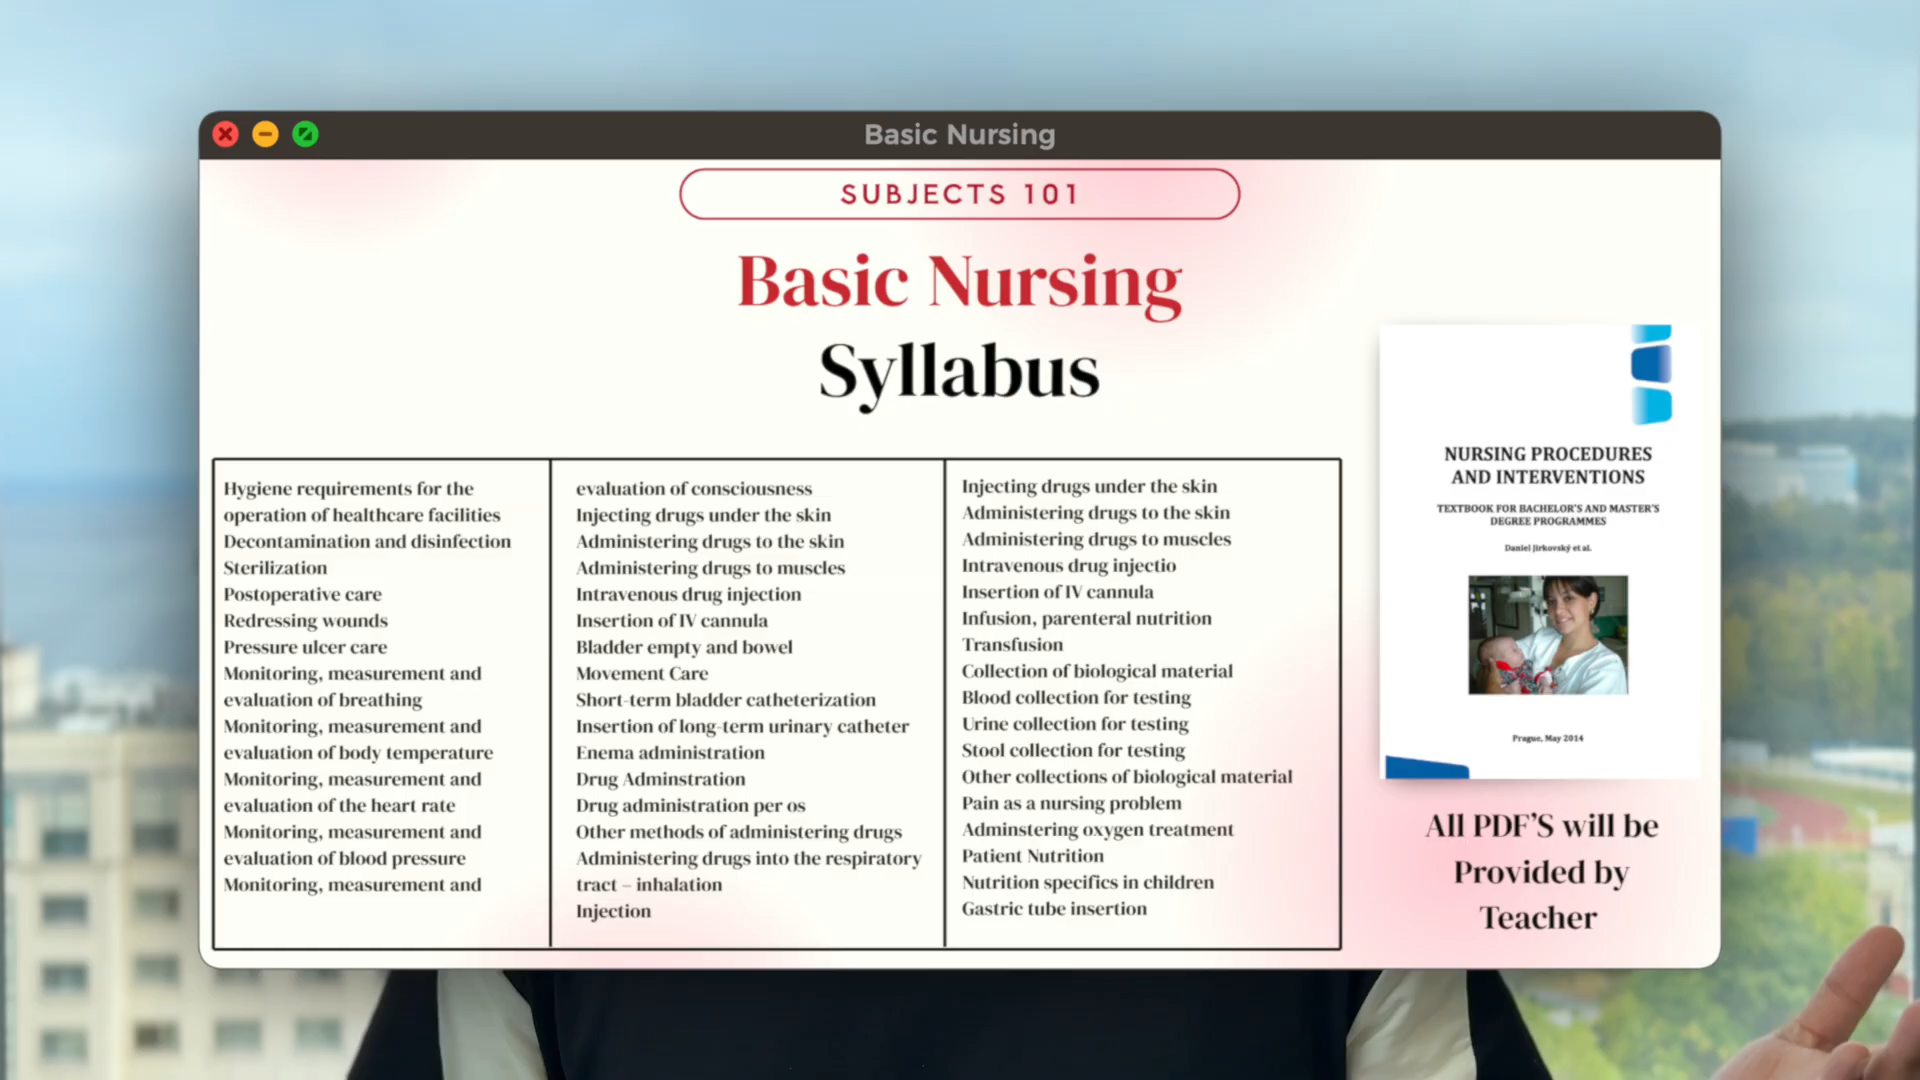 Basic Nursing
SUBJECTS 101
Basic Nursing
Syllabus
Hygiene requirements for the
operation of healthcare facilities
Decontamination and disinfection
Sterilization
Postoperative care
Redressing wounds
Pressure ulcer care
Monitoring, measurement and
evaluation of breathing
Monitoring, measurement and
evaluation of body temperature
Monitoring, measurement and
evaluation of the heart rate
Monitoring, measurement and
evaluation of blood pressure
Monitoring, measurement and
evaluation of consciousness
Injecting drugs under the skin
Administering drugs to the skin
Administering drugs to muscles
Intravenous drug injection
Insertion of IV cannula
Bladder empty and bowel
Movement Care
Short-term bladder catheterization
Insertion of long-term urinary catheter
Enema administration
Drug Adminstration
Drug administration per os
Other methods of administering drugs
Administering drugs into the respiratory
tract – inhalation
Injection
Injecting drugs under the skin
Administering drugs to the skin
Administering drugs to muscles
Intravenous drug injectio
Insertion of IV cannula
Infusion, parenteral nutrition
Transfusion
Collection of biological material
Blood collection for testing
Urine collection for testing
Stool collection for testing
Other collections of biological material
Pain as a nursing problem
Adminstering oxygen treatment
Patient Nutrition
Nutrition specifics in children
Gastric tube insertion
NURSING PROCEDURES
AND INTERVENTIONS
TEXTBOOK FOR BACHELOR'S AND MASTER'S
DEGREE PROGRAMMES
Daniel Jirkovský et al.
Prague, May 2014
All PDF'S will be
Provided by
Teacher